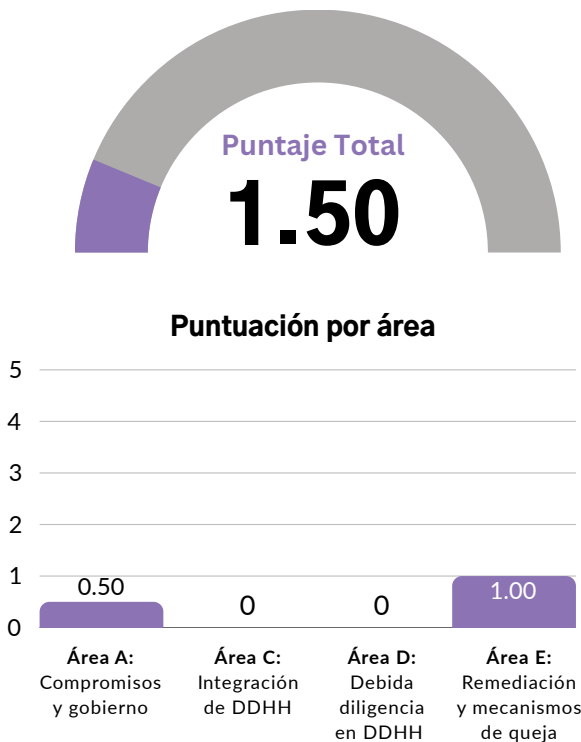 Puntaje Total
1.50
Puntuación por área
5
4
3
2
1
0
0.50
0
0
1.00
Área A:
Compromisos
y gobierno
Área C:
Integración
de DDHH
Área D:
Debida
diligencia
en DDHH
Área E:
Remediación
y mecanismos
de queja